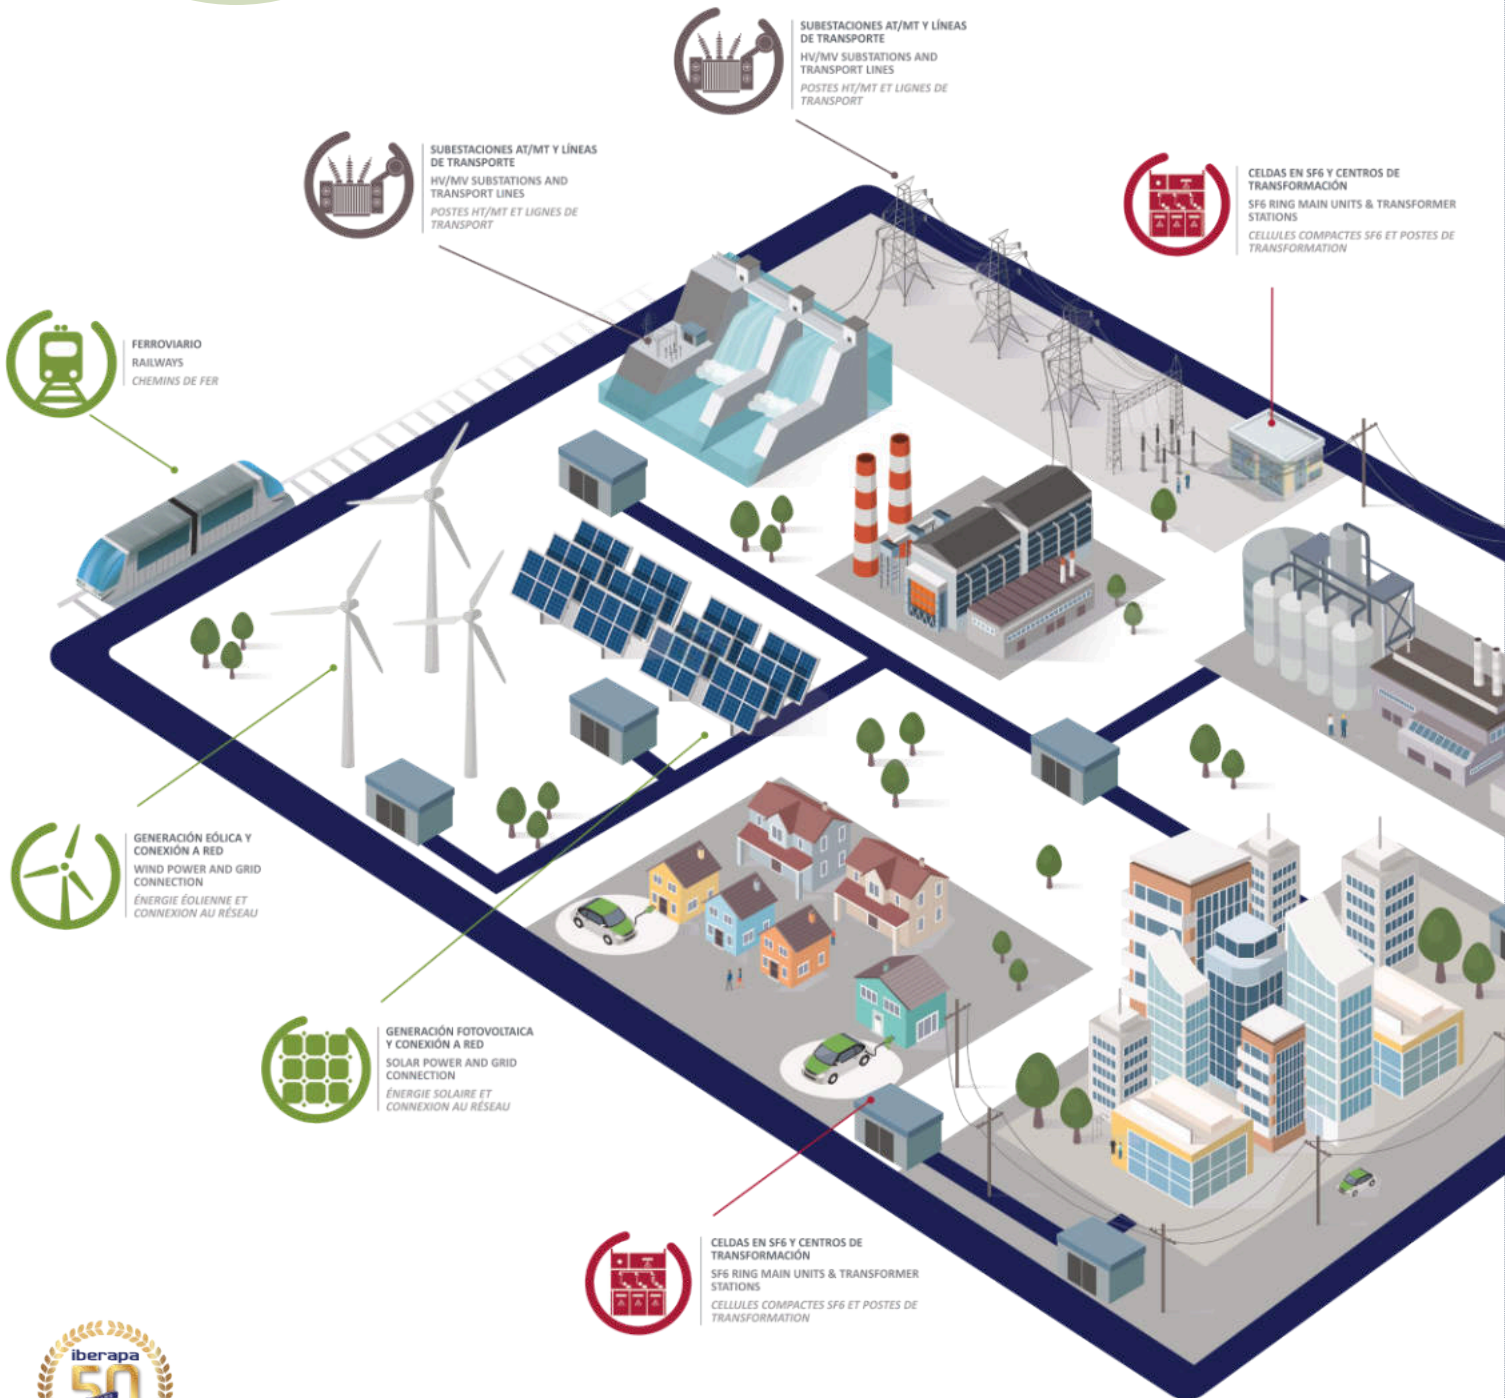 SUBESTACIONES AT/MT Y LÍNEAS
DE TRANSPORTE
HV/MV SUBSTATIONS AND
TRANSPORT LINES
POSTES HT/MT ET LIGNES DE
TRANSPORT
SUBESTACIONES AT/MT Y LÍNEAS
DE TRANSPORTE
HV/MV SUBSTATIONS AND
TRANSPORT LINES
POSTES HT/MT ET LIGNES DE
TRANSPORT
CELDAS EN SF6 Y CENTROS DE
TRANSFORMACIÓN
SF6 RING MAIN UNITS & TRANSFORMER
STATIONS
CELLULES COMPACTES SF6 ET POSTES DE
TRANSFORMATION
FERROVIARIO
RAILWAYS
CHEMINS DE FER
GENERACIÓN EÓLICA Y
CONEXIÓN A RED
WIND POWER AND GRID
CONNECTION
ÉNERGIE ÉOLIENNE ET
CONNEXION AU RÉSEAU
GENERACIÓN FOTOVOLTAICA
Y CONEXIÓN A RED
SOLAR POWER AND GRID
CONNECTION
ÉNERGIE SOLAIRE ET
CONNEXION AU RÉSEAU
CELDAS EN SF6 Y CENTROS DE
TRANSFORMACIÓN
SF6 RING MAIN UNITS & TRANSFORMER
STATIONS
CELLULES COMPACTES SF6 ET POSTES DE
TRANSFORMATION
iberapa
50